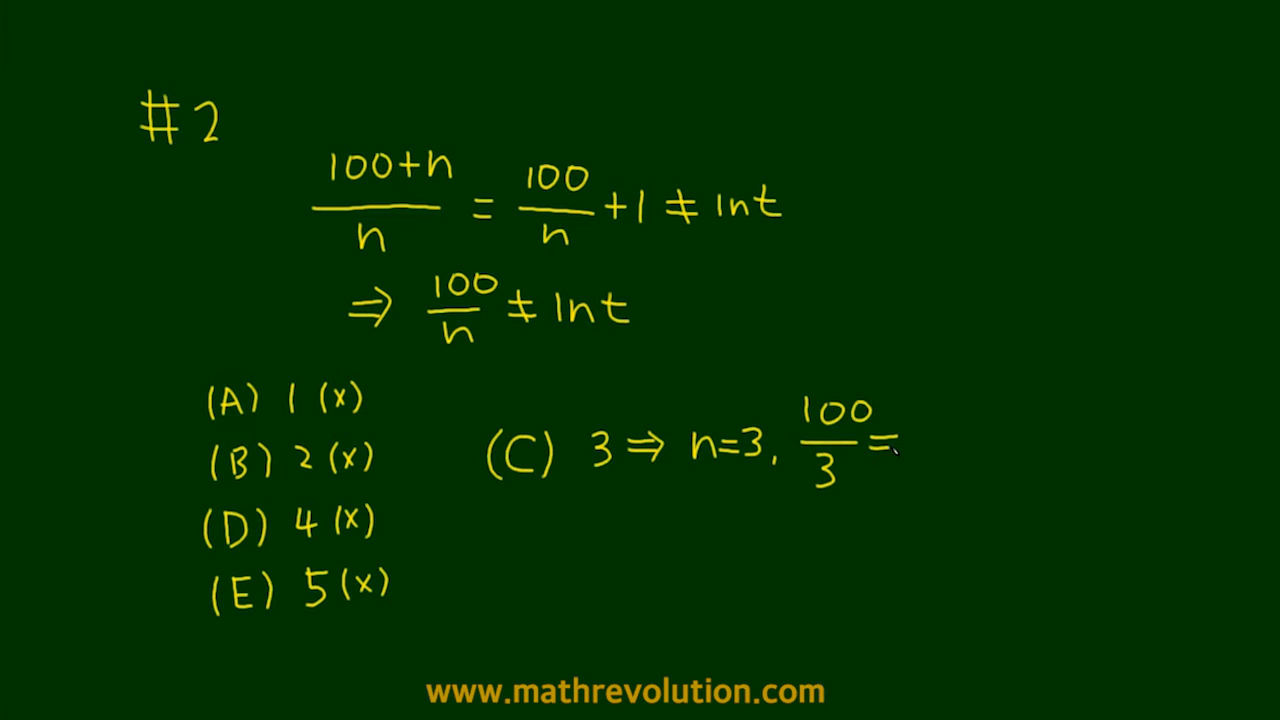 #2
100+n/n = 100/n +1 ≠ Int
⇒ 100/n ≠ Int
(A) 1 (x)
(B) 2 (x)
(C) 3 ⇒ n=3, 100/3 =
(D) 4 (x)
(E) 5 (x)
www.mathrevolution.com